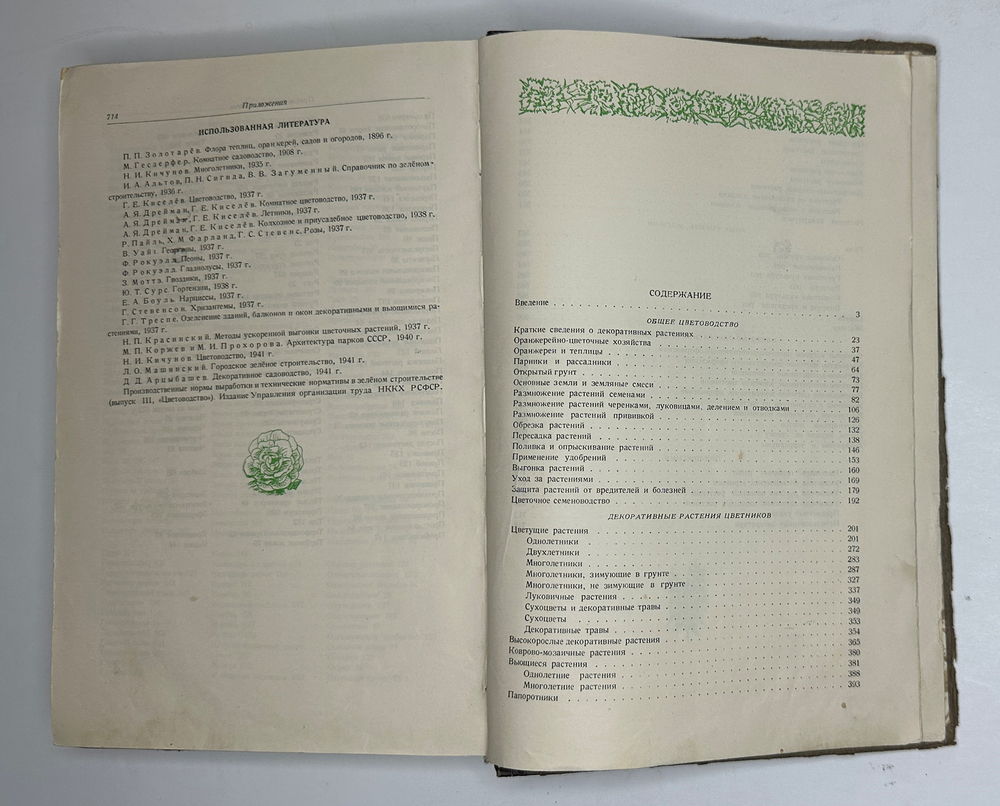 714
Приложения
ИСПОЛЬЗОВАННАЯ ЛИТЕРАТУРА
П. П. Золотарёв. Флора теплиц, оранжерей, садов и огородов, 1896 г.
М. Гесдерфер. Комнатное садоводство, 1908 г.
Н. И. Кичунов. Многолетники, 1935 г.
И. А. Альтов, П. Н. Сигида, В. В. Загуменный. Справочник по зелёному
строительству, 1936 г.
Г. Е. Киселёв. Цветоводство, 1937 г.
А. Я. Дрейман, Г. Е. Киселёв. Комнатное цветоводство, 1937 г.
А. Я. Дрейман, Г. Е. Киселёв. Летники, 1937 г.
А. Я. Дрейман, Г. Е. Киселёв. Колхозное и приусадебное цветоводство, 1938 г.
Р. Пайль, Х. М. Фарланд, Г. С. Стевенс. Розы, 1937 г.
В. Уайт. Георгины, 1937 г.
Ф. Рокуэлл. Пеоны, 1937 г.
Ф. Рокуэлл. Гладиолусы, 1937 г.
З. Моттэ. Гвоздики, 1937 г.
Ю. Т. Сурс. Гортензии, 1938 г.
Е. А. Боуль. Нарциссы, 1937 г.
Г. Стевенсон. Хризантемы, 1937 г.
Г. Г. Треспе. Озеленение зданий, балконов и окон декоративными и вьющимися ра-
стениями, 1937 г.
Н. П. Красинский. Методы ускоренной выгонки цветочных растений, 1937 г.
М. П. Коржев и М. И. Прохорова. Архитектура парков СССР, 1940 г.
Н. И. Кичунов. Цветоводство, 1941 г.
Л. О. Машинский. Городское зелёное строительство, 1941 г.
Д. Д. Арцыбашев. Декоративное садоводство, 1941 г.
Производственные нормы выработки и технические нормативы в зелёном строительстве
(выпуск III, «Цветоводство»). Издание Управления организации труда НККХ РСФСР.
СОДЕРЖАНИЕ
Введение . . . 3
ОБЩЕЕ ЦВЕТОВОДСТВО
Краткие сведения о декоративных растениях . . . 23
Оранжерейно-цветочные хозяйства . . . 37
Оранжереи и теплицы . . . 47
Парники и рассадники . . . 64
Открытый грунт . . . 73
Основные земли и земляные смеси . . . 77
Размножение растений семенами . . . 82
Размножение растений черенками, луковицами, делением и отводками . . . 106
Размножение растений прививкой . . . 126
Обрезка растений . . . 132
Пересадка растений . . . 138
Поливка и опрыскивание растений . . . 146
Применение удобрений . . . 153
Выгонка растений . . . 160
Уход за растениями . . . 169
Защита растений от вредителей и болезней . . . 179
Цветочное семеноводство . . . 192
ДЕКОРАТИВНЫЕ РАСТЕНИЯ ЦВЕТНИКОВ
Цветущие растения . . . 201
Однолетники . . . 201
Двухлетники . . . 272
Многолетники . . . 283
Многолетники, зимующие в грунте . . . 287
Многолетники, не зимующие в грунте . . . 327
Луковичные растения . . . 337
Сухоцветы и декоративные травы . . . 349
Сухоцветы . . . 349
Декоративные травы . . . 353
Высокорослые декоративные растения . . . 354
Коврово-мозаичные растения . . . 365
Вьющиеся растения . . . 380
Однолетние растения . . . 381
Многолетние растения . . . 388
Папоротники . . . 393